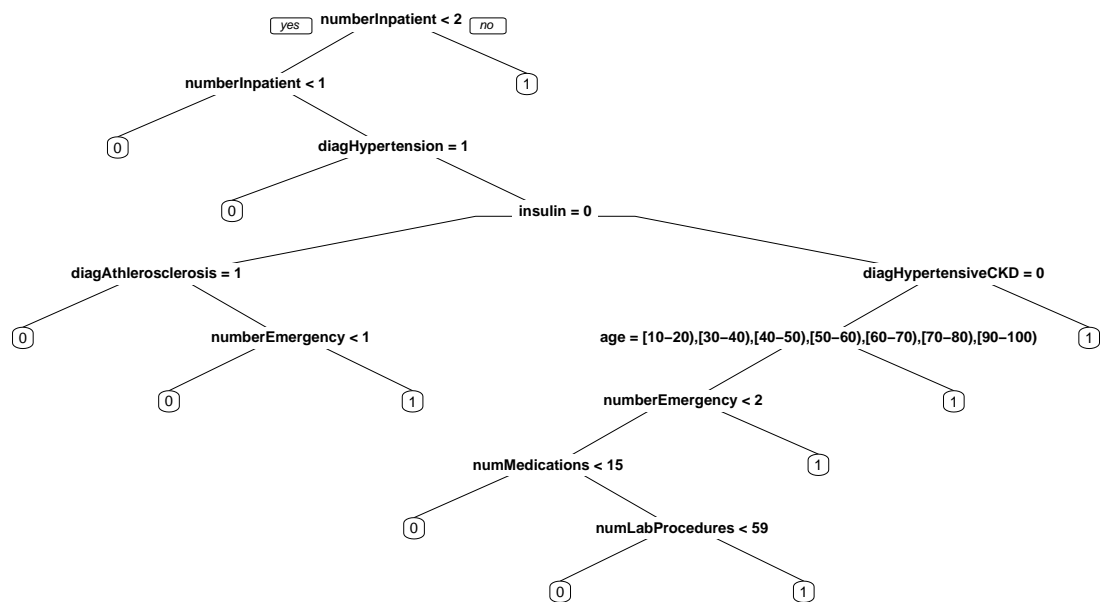 yes numberInpatient < 2 no
numberInpatient < 1 1
0 diagHypertension = 1
0 insulin = 0
diagAthlerosclerosis = 1 diagHypertensiveCKD = 0
0 numberEmergency < 1 age = [10−20),[30−40),[40−50),[50−60),[60−70),[70−80),[90−100) 1
0 1 numberEmergency < 2 1
numMedications < 15 1
0 numLabProcedures < 59
0 1